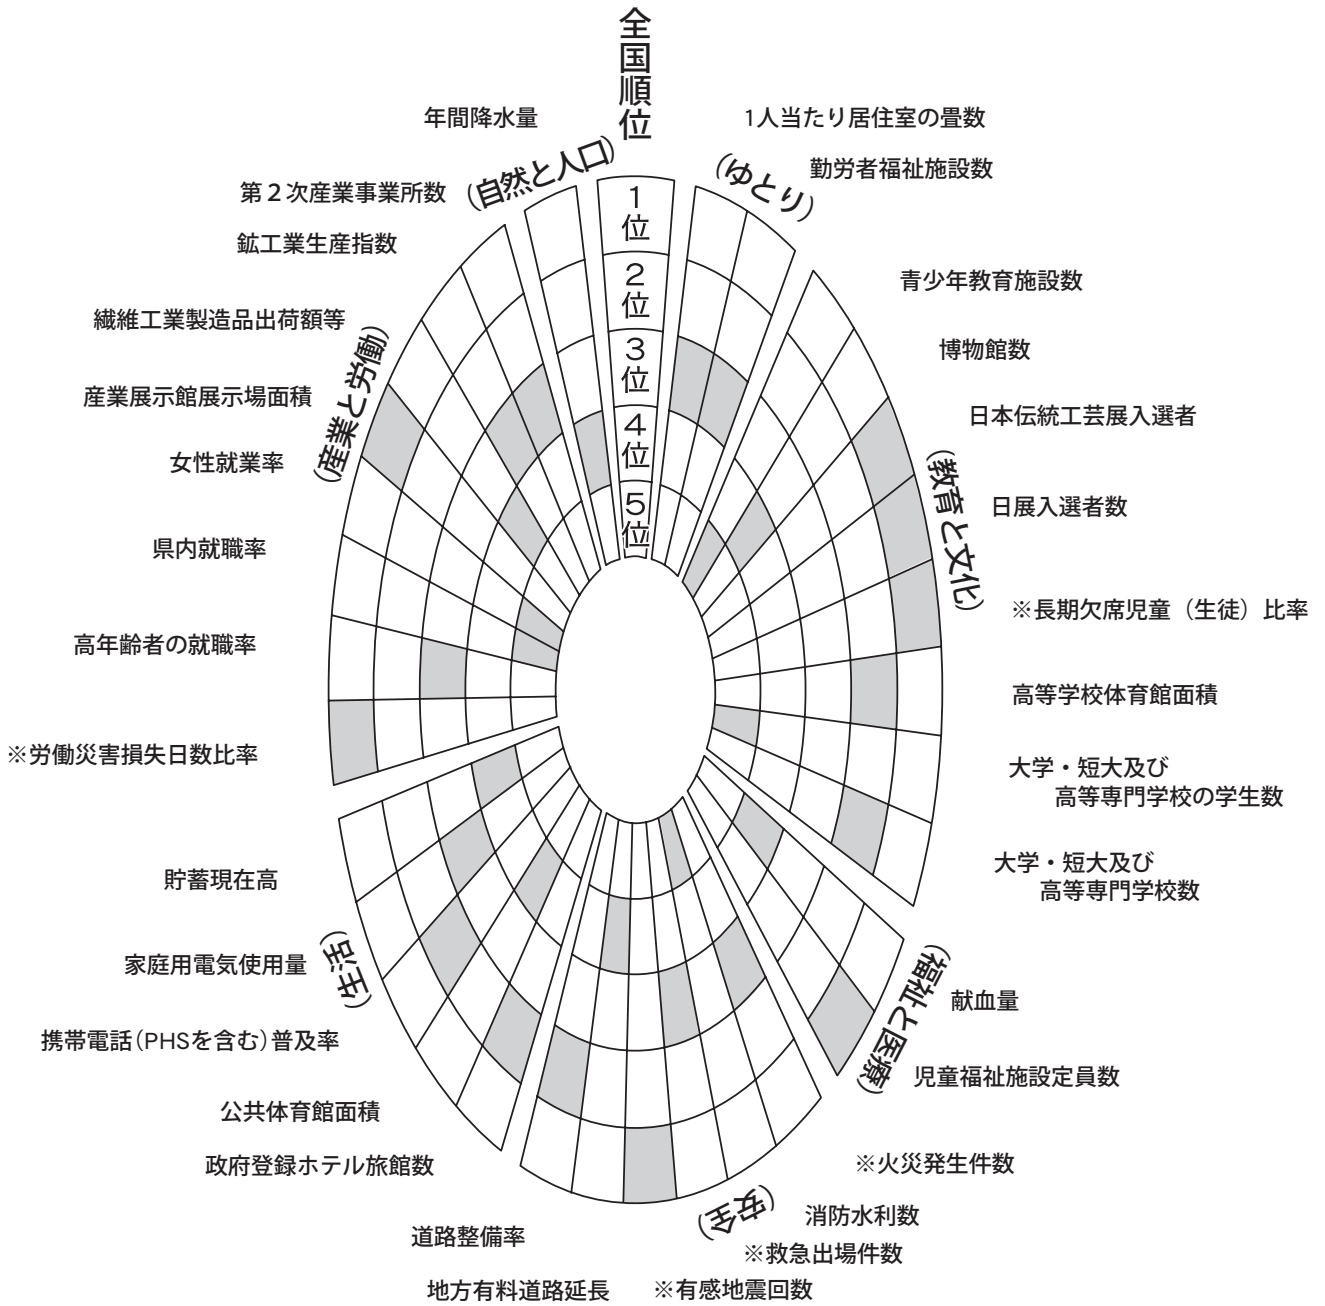 全国順位
1位
2位
3位
4位
5位
(ゆとり)
1人当たり居住室の畳数
勤労者福祉施設数
(教育と文化)
青少年教育施設数
博物館数
日本伝統工芸展入選者
日展入選者数
※長期欠席児童（生徒）比率
高等学校体育館面積
大学・短大及び
高等専門学校の学生数
大学・短大及び
高等専門学校数
(福祉と医療)
献血量
児童福祉施設定員数
(安全)
※火災発生件数
消防水利数
※救急出場件数
※有感地震回数
地方有料道路延長
道路整備率
(生活)
政府登録ホテル旅館数
公共体育館面積
携帯電話(PHSを含む)普及率
家庭用電気使用量
貯蓄現在高
(産業と労働)
※労働災害損失日数比率
高年齢者の就職率
県内就職率
女性就業率
産業展示館展示場面積
繊維工業製造品出荷額等
鉱工業生産指数
第２次産業事業所数
(自然と人口)
年間降水量